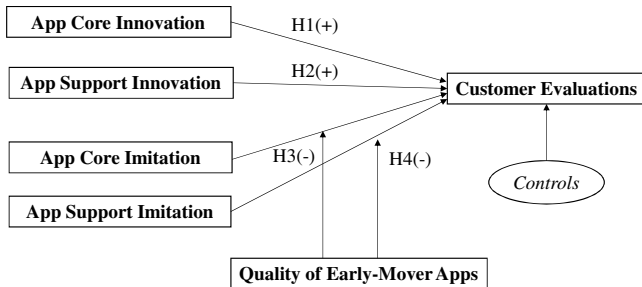 App Core Innovation
H1(+)
App Support Innovation
H2(+)
Customer Evaluations
App Core Imitation
H3(-)
H4(-)
Controls
App Support Imitation
Quality of Early-Mover Apps